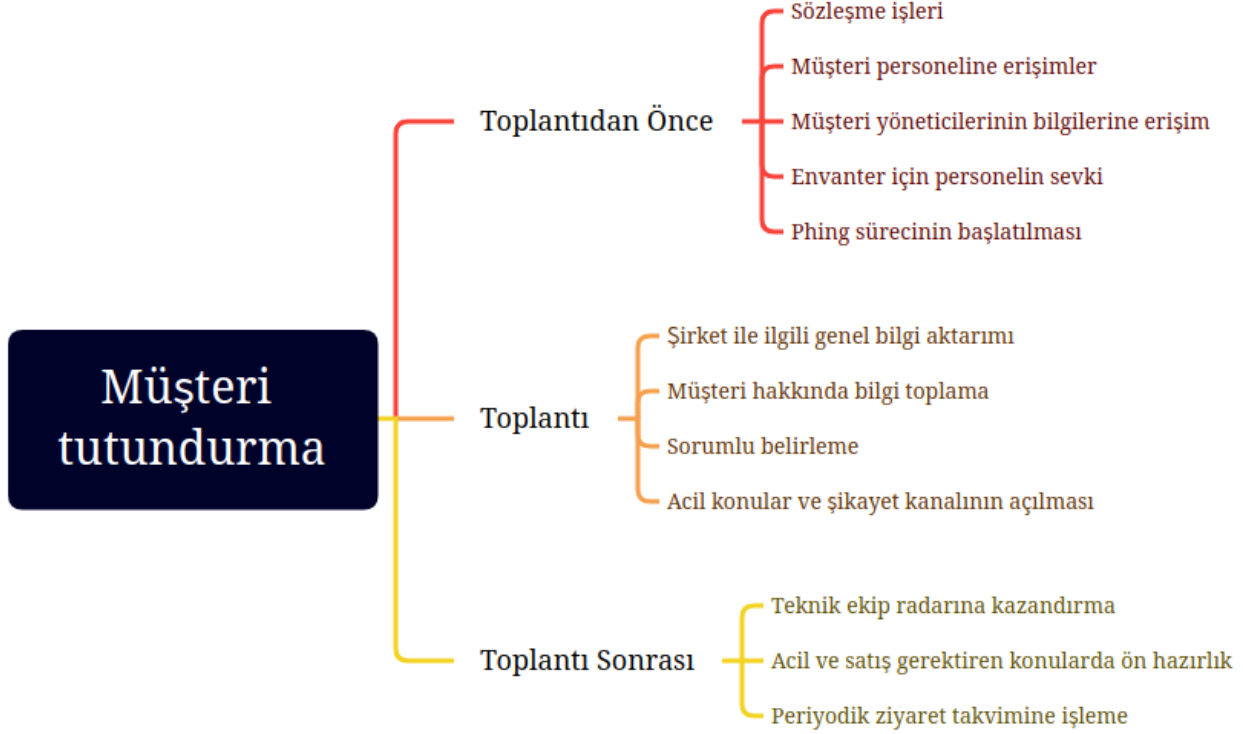 Müşteri
tutundurma
Toplantıdan Önce
Sözleşme işleri
Müşteri personeline erişimler
Müşteri yöneticilerinin bilgilerine erişim
Envanter için personelin sevki
Phing sürecinin başlatılması
Toplantı
Şirket ile ilgili genel bilgi aktarımı
Müşteri hakkında bilgi toplama
Sorumlu belirleme
Acil konular ve şikayet kanalının açılması
Toplantı Sonrası
Teknik ekip radarına kazandırma
Acil ve satış gerektiren konularda ön hazırlık
Periyodik ziyaret takvimine işleme